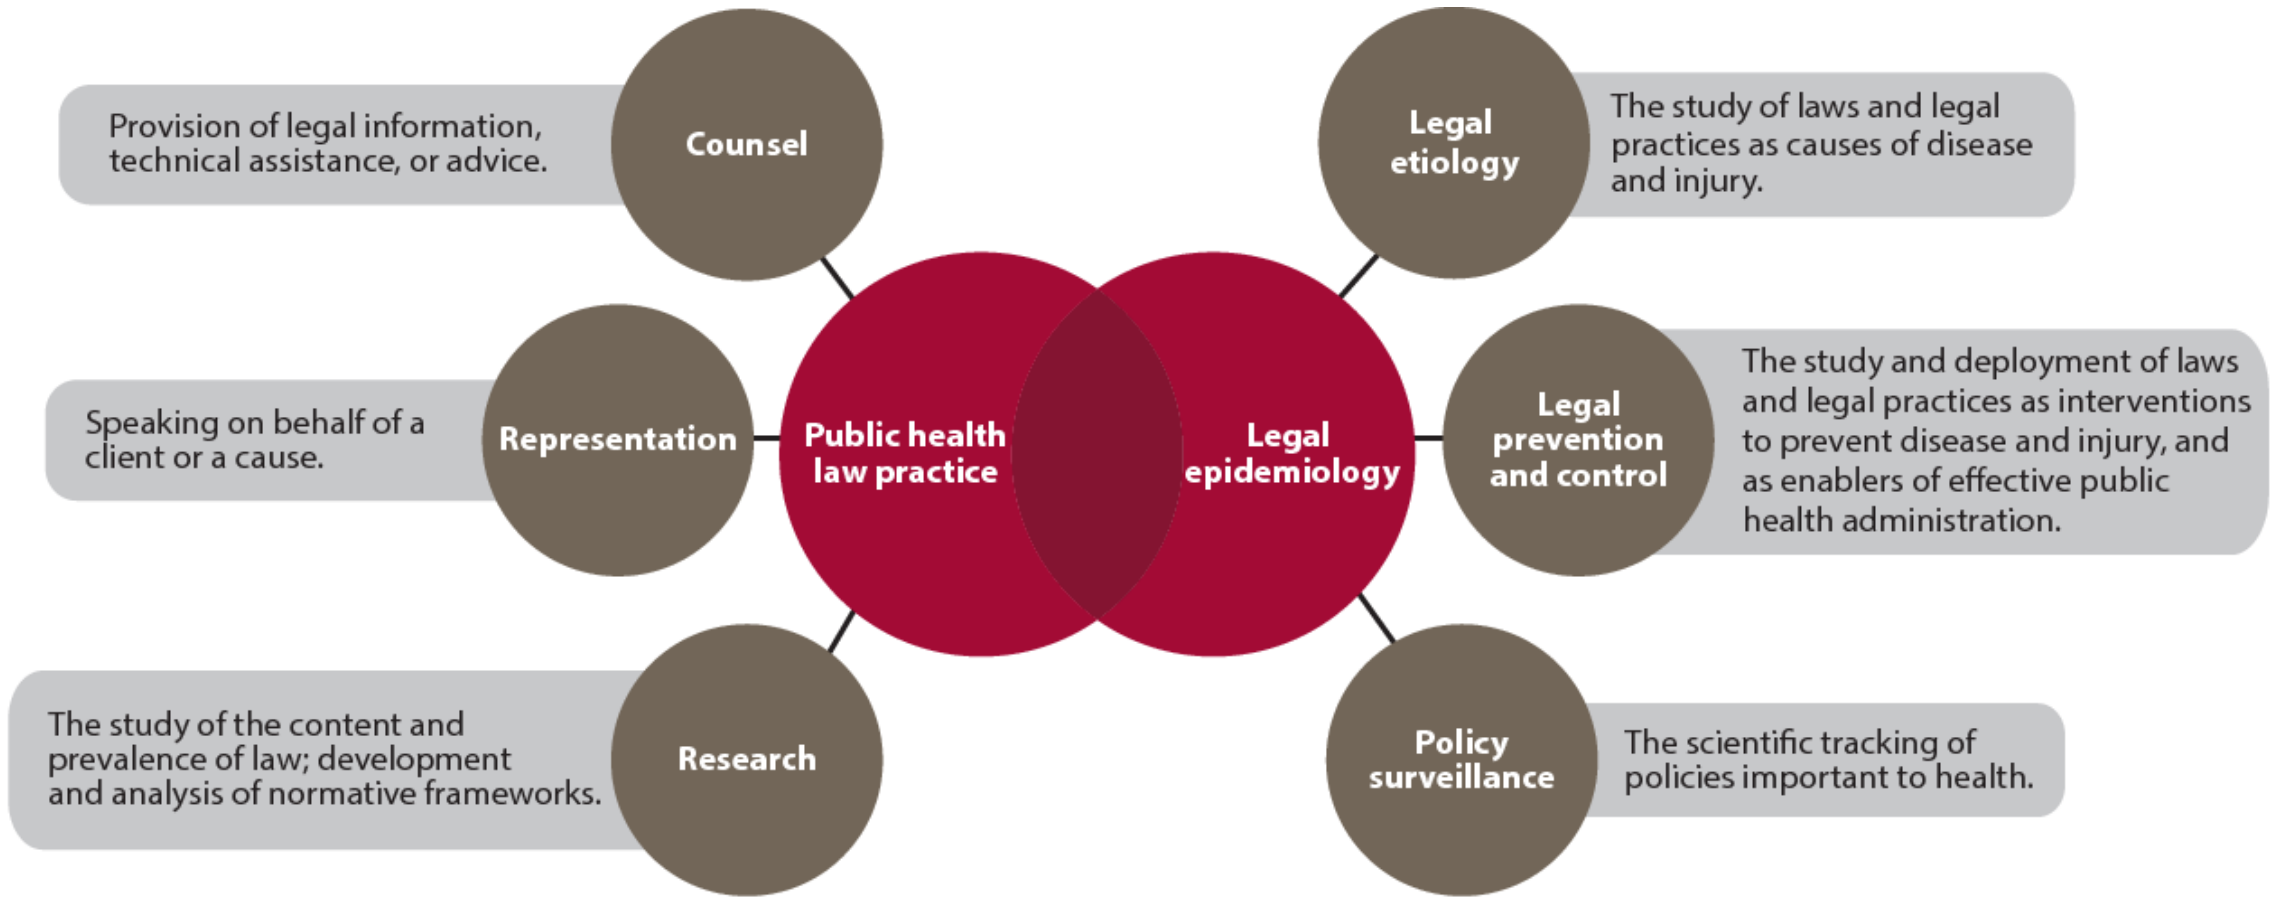 Provision of legal information,
technical assistance, or advice.
Counsel
Speaking on behalf of a
client or a cause.
Representation
The study of the content and
prevalence of law; development
and analysis of normative frameworks.
Research
Public health
law practice
Legal
epidemiology
Legal
etiology
The study of laws and legal
practices as causes of disease
and injury.
Legal
prevention
and control
The study and deployment of laws
and legal practices as interventions
to prevent disease and injury, and
as enablers of effective public
health administration.
Policy
surveillance
The scientific tracking of
policies important to health.